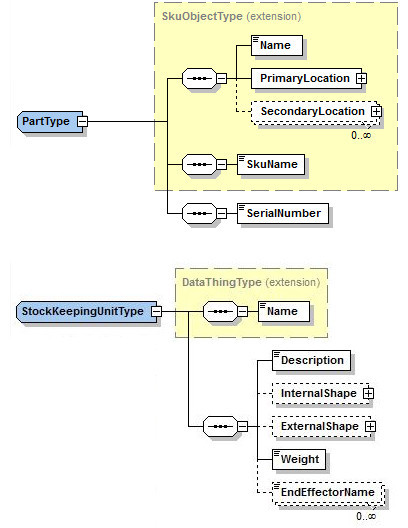 SkuObjectType (extension)
Name
PrimaryLocation
SecondaryLocation
0..∞
PartType
SkuName
SerialNumber
DataThingType (extension)
StockKeepingUnitType
Name
Description
InternalShape
ExternalShape
Weight
EndEffectorName
0..∞